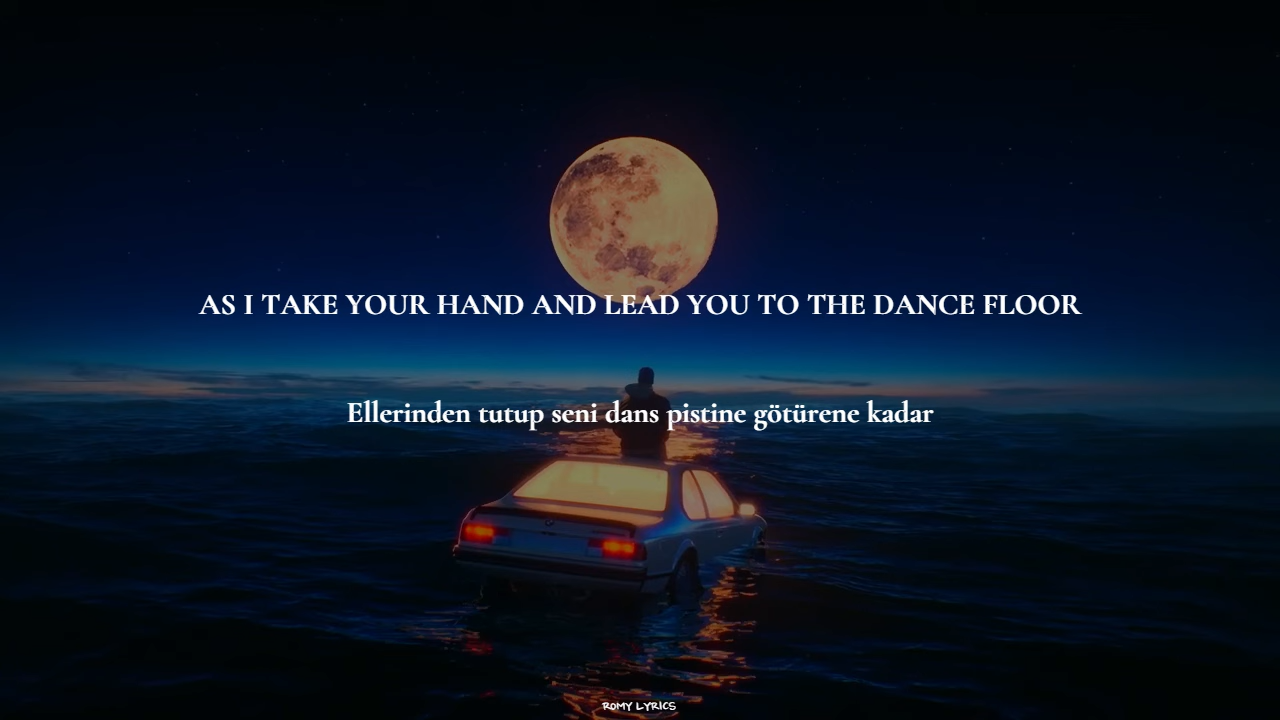 AS I TAKE YOUR HAND AND LEAD YOU TO THE DANCE FLOOR
Ellerinden tutup seni dans pistine götürene kadar
ROMY LYRICS